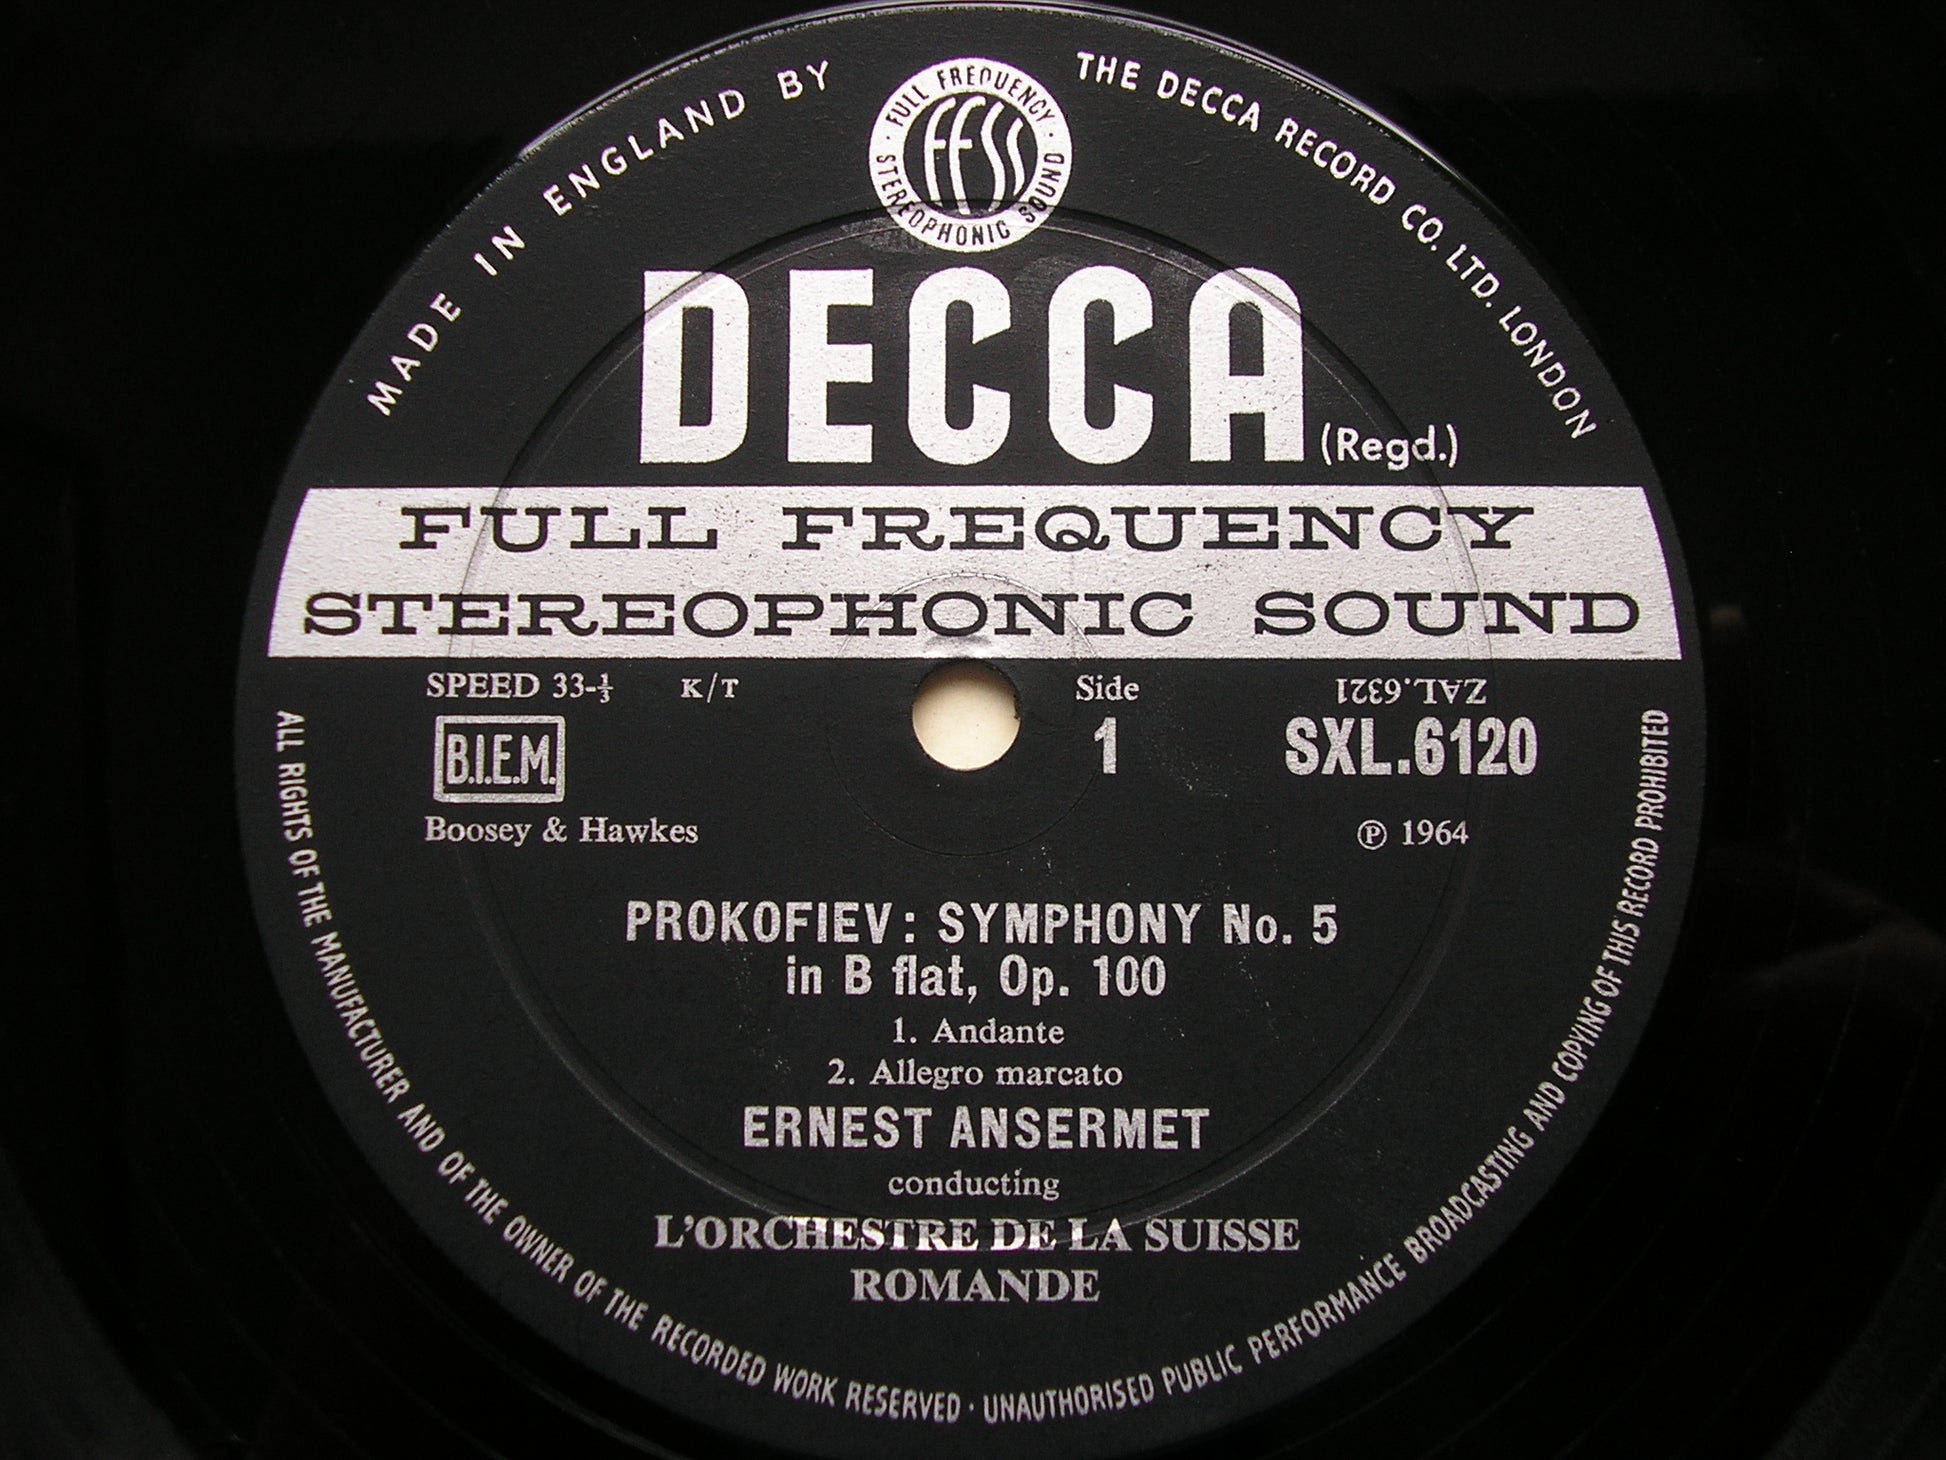 MADE IN ENGLAND BY THE DECCA RECORD CO. LTD. LONDON
· FULL FREQUENCY · STEREOPHONIC SOUND
FFSS
DECCA (Regd.)
FULL FREQUENCY
STEREOPHONIC SOUND
SPEED 33-⅓ K/T Side ZAL.6321
B.I.E.M. 1 SXL.6120
Boosey & Hawkes ℗ 1964
PROKOFIEV: SYMPHONY No. 5
in B flat, Op. 100
1. Andante
2. Allegro marcato
ERNEST ANSERMET
conducting
L'ORCHESTRE DE LA SUISSE
ROMANDE
ALL RIGHTS OF THE MANUFACTURER AND OF THE OWNER OF THE RECORDED WORK RESERVED · UNAUTHORISED PUBLIC PERFORMANCE BROADCASTING AND COPYING OF THIS RECORD PROHIBITED